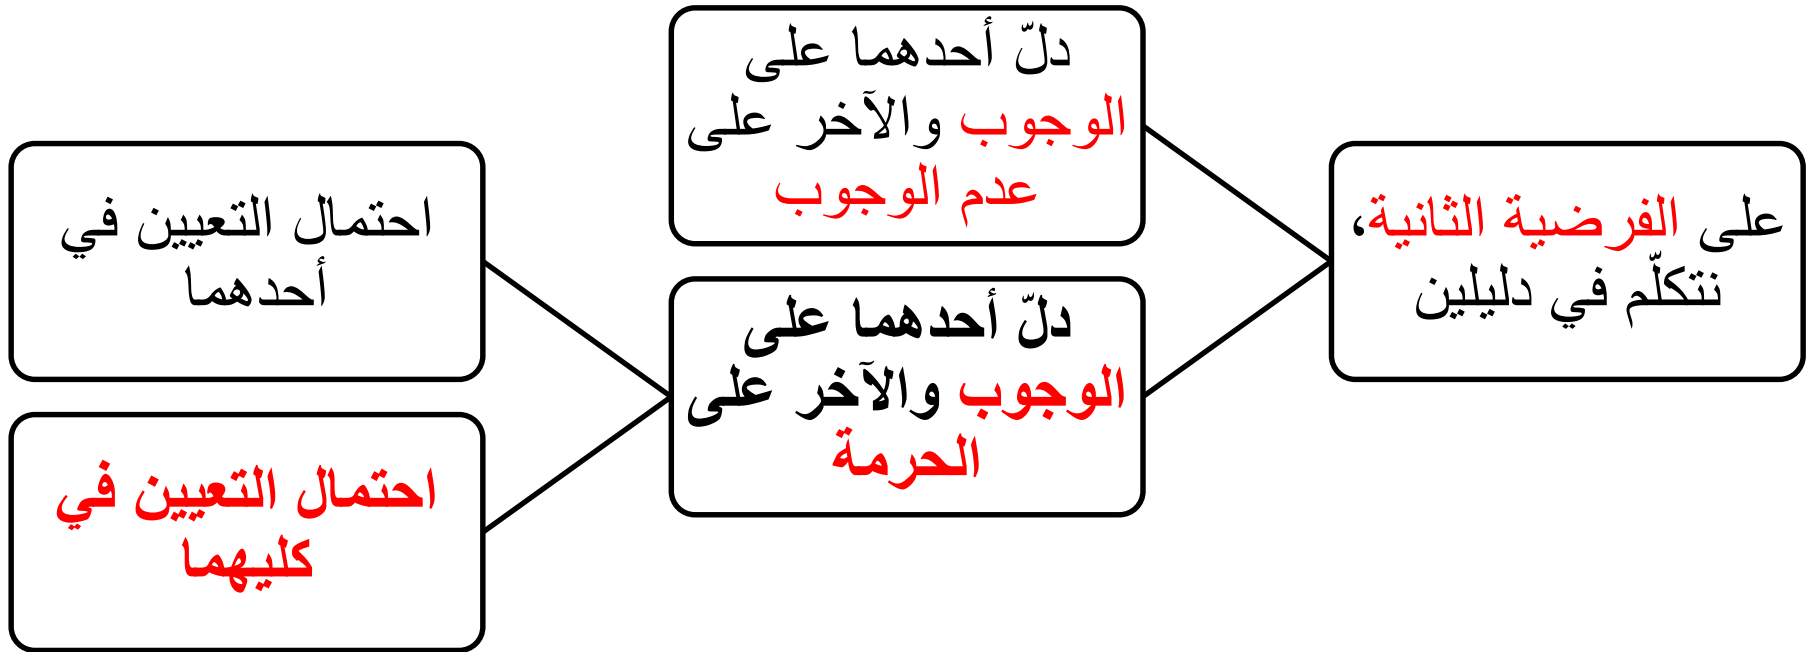 على الفرضية الثانية،
نتكلّم في دليلين
دلّ أحدهما على
الوجوب والآخر على
عدم الوجوب
دلّ أحدهما على
الوجوب والآخر على
الحرمة
احتمال التعيين في
أحدهما
احتمال التعيين في
كليهما